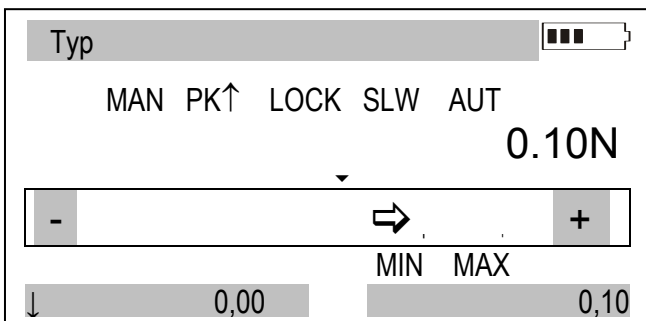 Typ
MAN PK↑ LOCK SLW AUT
0.10N
- +
MIN MAX
↓ 0,00 0,10